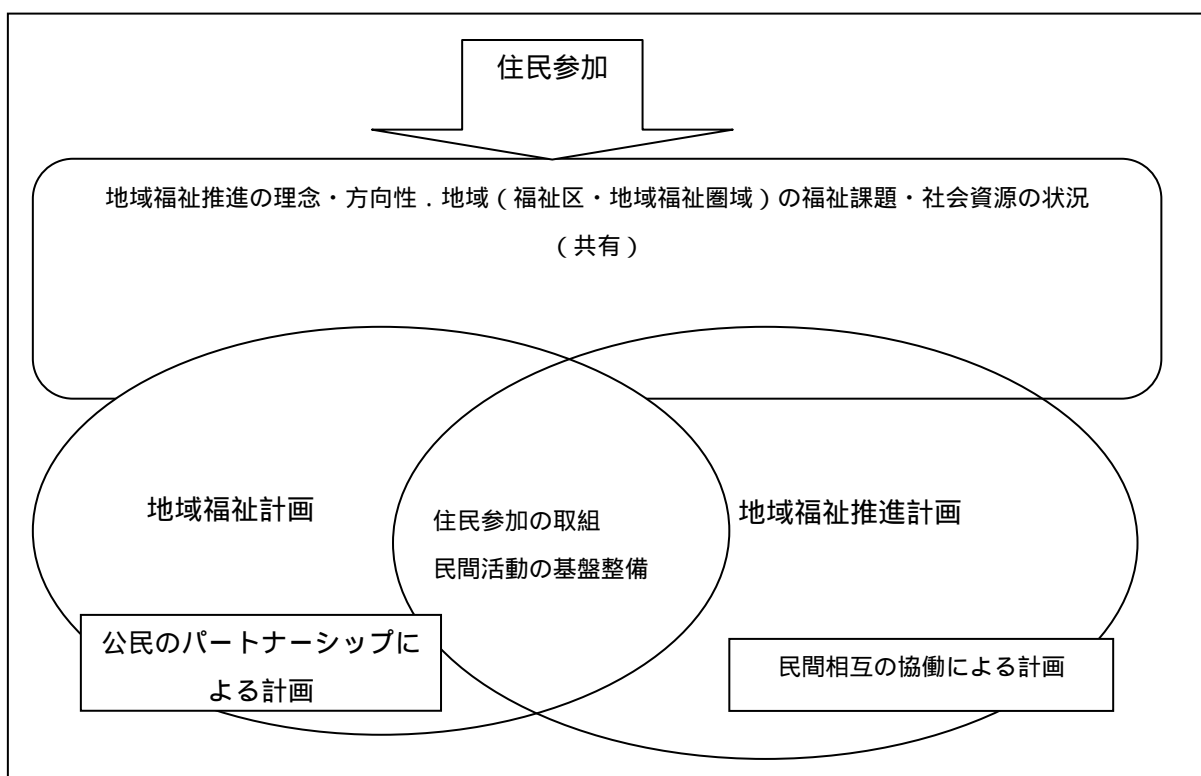 住民参加
地域福祉推進の理念・方向性．地域（福祉区・地域福祉圏域）の福祉課題・社会資源の状況
（共有）
地域福祉計画
住民参加の取組
民間活動の基盤整備
地域福祉推進計画
公民のパートナーシップに
よる計画
民間相互の協働による計画